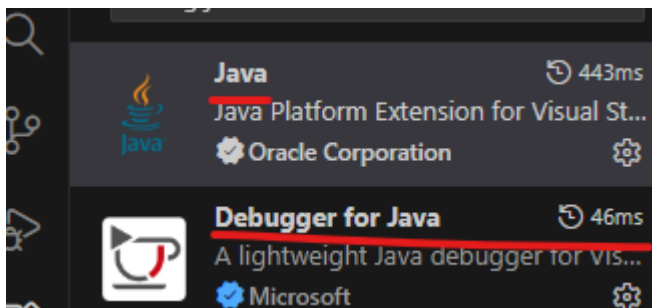 Java
443ms
Java Platform Extension for Visual St...
Java
Oracle Corporation
Debugger for Java
46ms
A lightweight Java debugger for Vis...
Microsoft